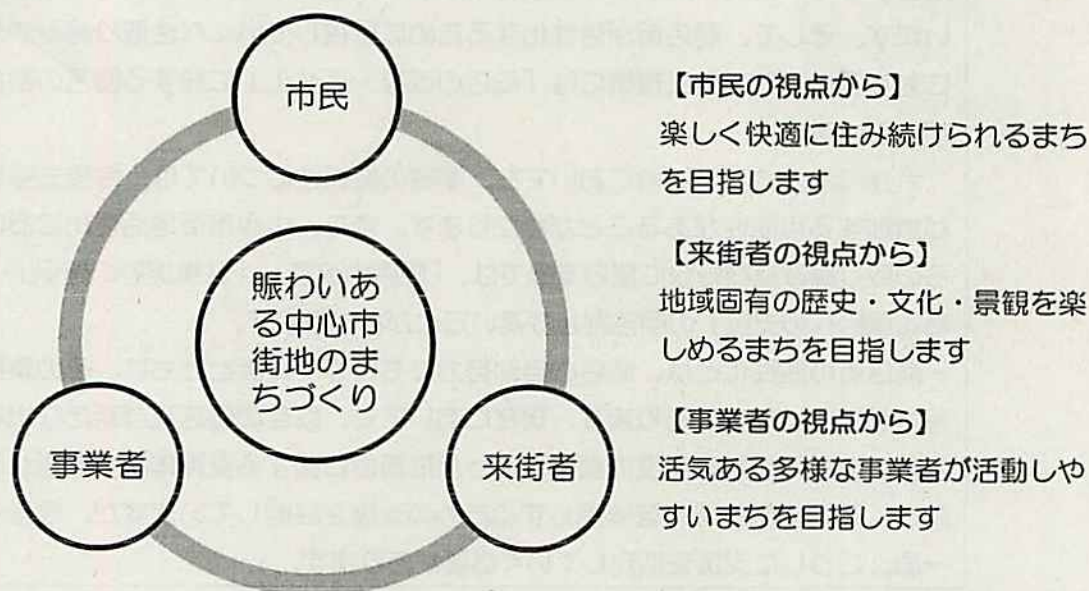 市民
賑わいあ
る中心市
街地のま
ちづくり
事業者
来街者
【市民の視点から】
楽しく快適に住み続けられるまち
を目指します
【来街者の視点から】
地域固有の歴史・文化・景観を楽
しめるまちを目指します
【事業者の視点から】
活気ある多様な事業者が活動しや
すいまちを目指します